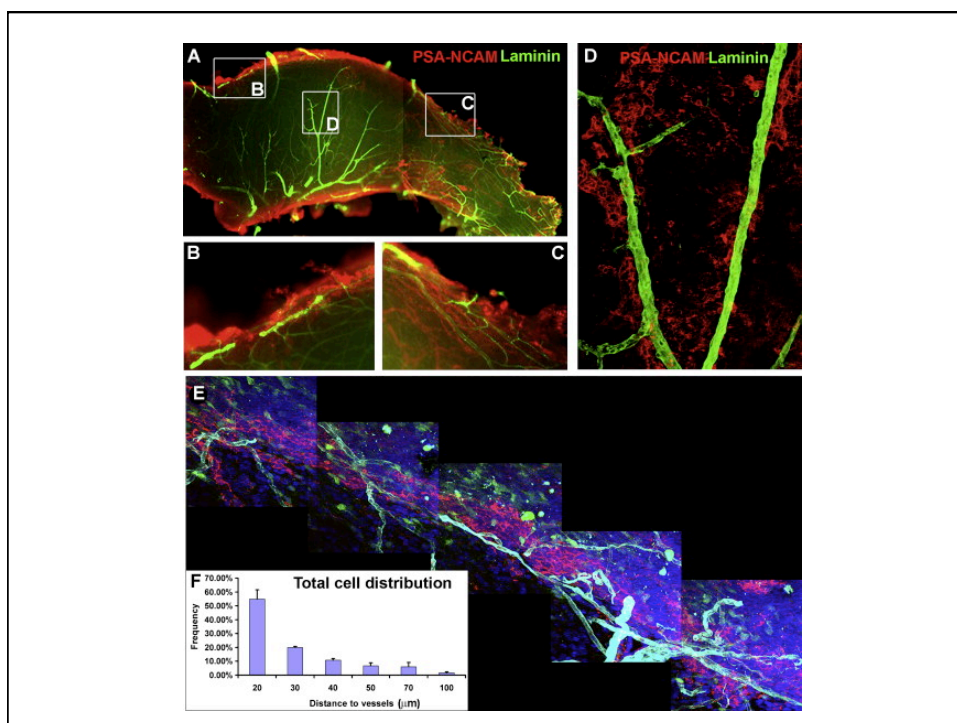 A
PSA-NCAM Laminin
B
D
C
D
PSA-NCAM Laminin
B
C
E
F
Total cell distribution
Frequency
70.00%
60.00%
50.00%
40.00%
30.00%
20.00%
10.00%
0.00%
20 30 40 50 70 100
Distance to vessels (μm)